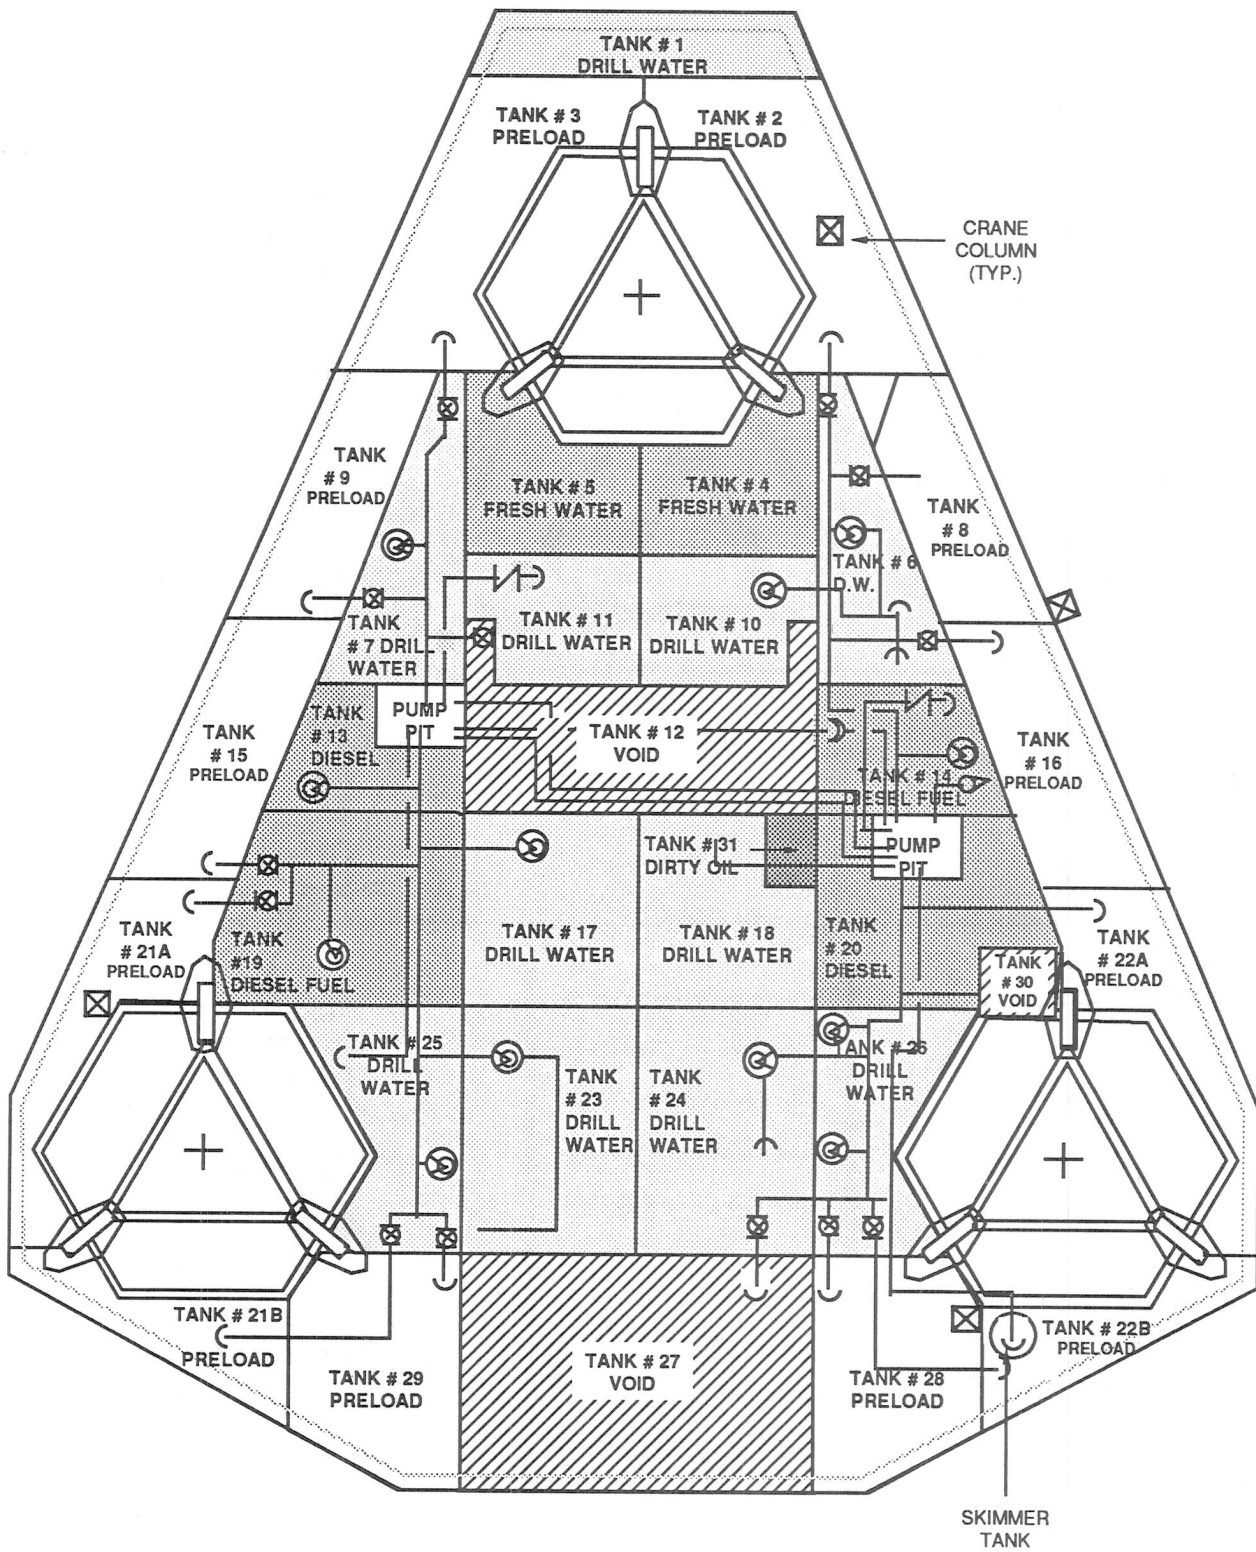 TANK # 1
DRILL WATER
TANK # 3
PRELOAD
TANK # 2
PRELOAD
CRANE
COLUMN
(TYP.)
TANK
# 9
PRELOAD
TANK # 5
FRESH WATER
TANK # 4
FRESH WATER
TANK
# 8
PRELOAD
TANK # 6
D.W.
TANK
# 7 DRILL
WATER
TANK # 11
DRILL WATER
TANK # 10
DRILL WATER
TANK
# 13
DIESEL
PUMP
PIT
TANK # 12
VOID
TANK
# 15
PRELOAD
TANK # 14
DIESEL FUEL
TANK
# 16
PRELOAD
TANK # 31
DIRTY OIL
PUMP
PIT
TANK
# 21A
PRELOAD
TANK
#19
DIESEL FUEL
TANK # 17
DRILL WATER
TANK # 18
DRILL WATER
TANK
# 20
DIESEL
TANK
# 30
VOID
TANK
# 22A
PRELOAD
TANK # 25
DRILL
WATER
TANK
# 23
DRILL
WATER
TANK
# 24
DRILL
WATER
TANK # 26
DRILL
WATER
TANK # 21B
PRELOAD
TANK # 29
PRELOAD
TANK # 27
VOID
TANK # 28
PRELOAD
TANK # 22B
PRELOAD
SKIMMER
TANK